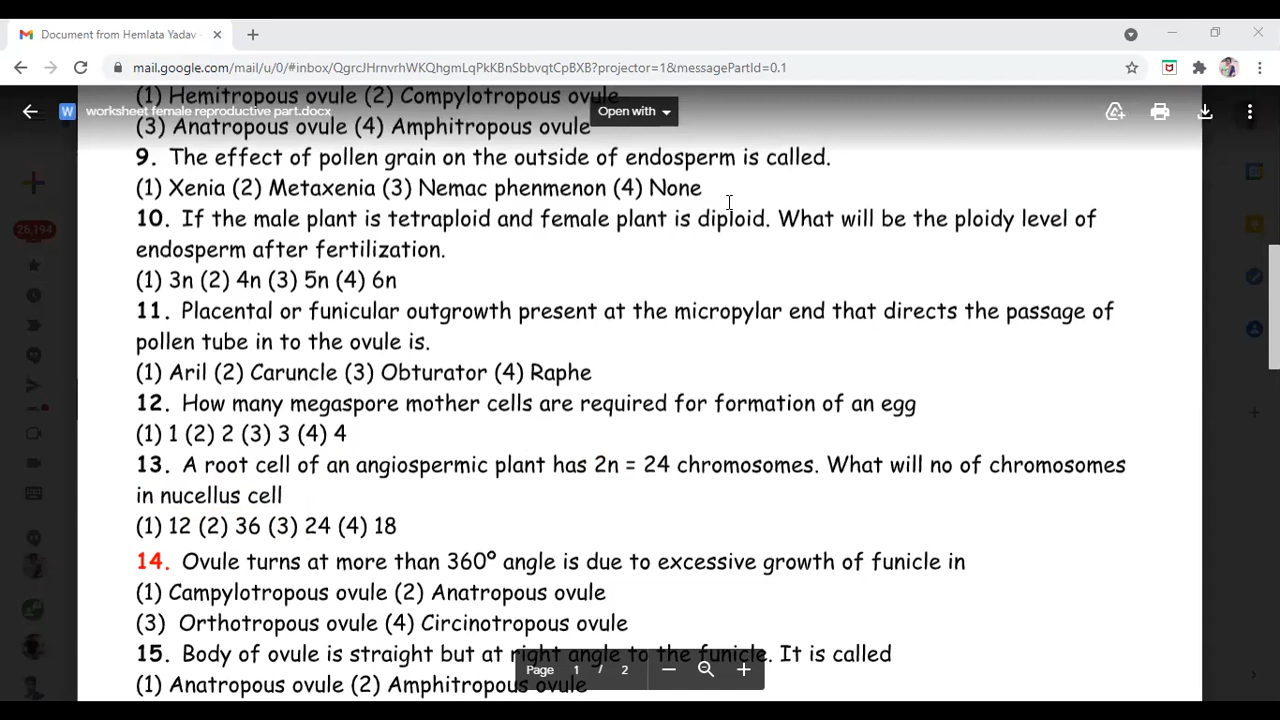 Document from Hemlata Yadav -
mail.google.com/mail/u/0/#inbox/QgrcJHrnvrhWKQhgmLqPkKBnSbbvqtCpBXB?projector=1&messagePartId=0.1
(1) Hemitropous ovule (2) Compylotropous ovule
worksheet female reproductive part.docx
Open with
(3) Anatropous ovule (4) Amphitropous ovule
9. The effect of pollen grain on the outside of endosperm is called.
(1) Xenia (2) Metaxenia (3) Nemac phenmenon (4) None
10. If the male plant is tetraploid and female plant is diploid. What will be the ploidy level of
endosperm after fertilization.
26,194
(1) 3n (2) 4n (3) 5n (4) 6n
11. Placental or funicular outgrowth present at the micropylar end that directs the passage of
pollen tube in to the ovule is.
(1) Aril (2) Caruncle (3) Obturator (4) Raphe
12. How many megaspore mother cells are required for formation of an egg
(1) 1 (2) 2 (3) 3 (4) 4
13. A root cell of an angiospermic plant has 2n = 24 chromosomes. What will no of chromosomes
in nucellus cell
(1) 12 (2) 36 (3) 24 (4) 18
14. Ovule turns at more than 360º angle is due to excessive growth of funicle in
(1) Campylotropous ovule (2) Anatropous ovule
(3) Orthotropous ovule (4) Circinotropous ovule
15. Body of ovule is straight but at right angle to the funicle. It is called
Page 1 / 2
(1) Anatropous ovule (2) Amphitropous ovule